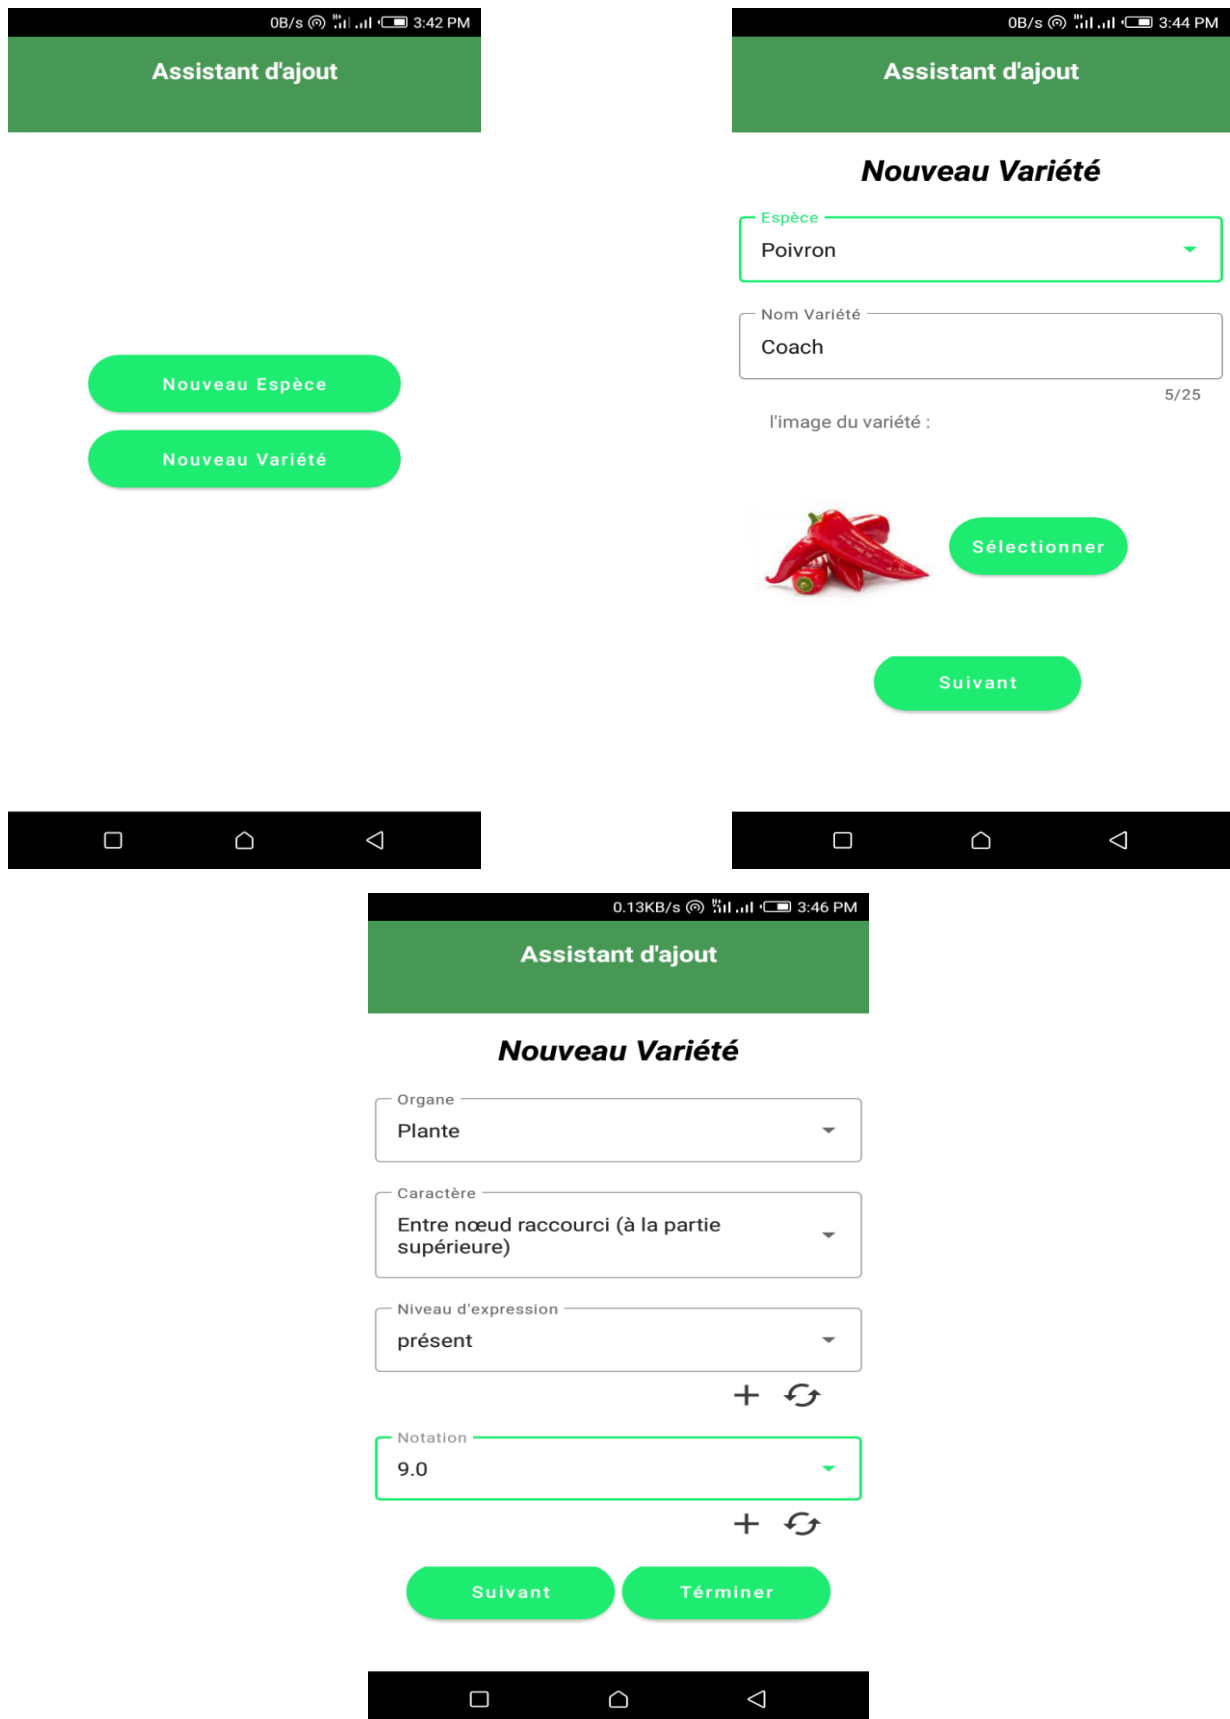 0B/s 3:42 PM
Assistant d'ajout
Nouveau Espèce
Nouveau Variété
0B/s 3:44 PM
Assistant d'ajout
Nouveau Variété
Espèce
Poivron
Nom Variété
Coach
5/25
l'image du variété :
Sélectionner
Suivant
0.13KB/s 3:46 PM
Assistant d'ajout
Nouveau Variété
Organe
Plante
Caractère
Entre nœud raccourci (à la partie
supérieure)
Niveau d'expression
présent
Notation
9.0
Suivant Términer